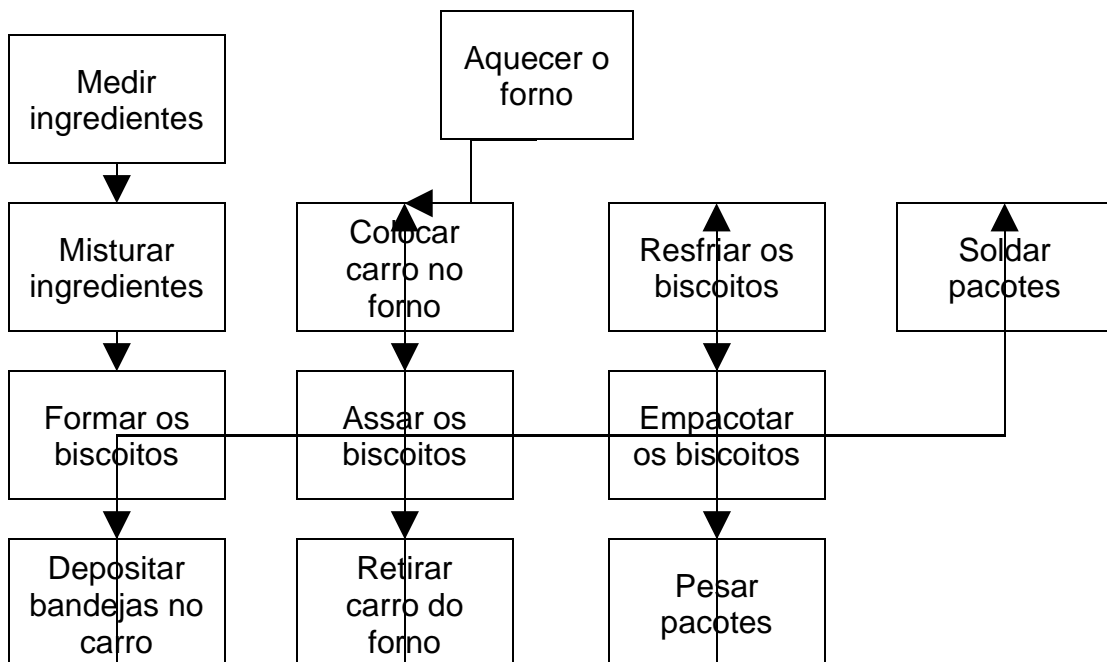 Medir
ingredientes
Misturar
ingredientes
Formar os
biscoitos
Depositar
bandejas no
carro
Aquecer o
forno
Colocar
carro no
forno
Assar os
biscoitos
Retirar
carro do
forno
Resfriar os
biscoitos
Empacotar
os biscoitos
Pesar
pacotes
Soldar
pacotes